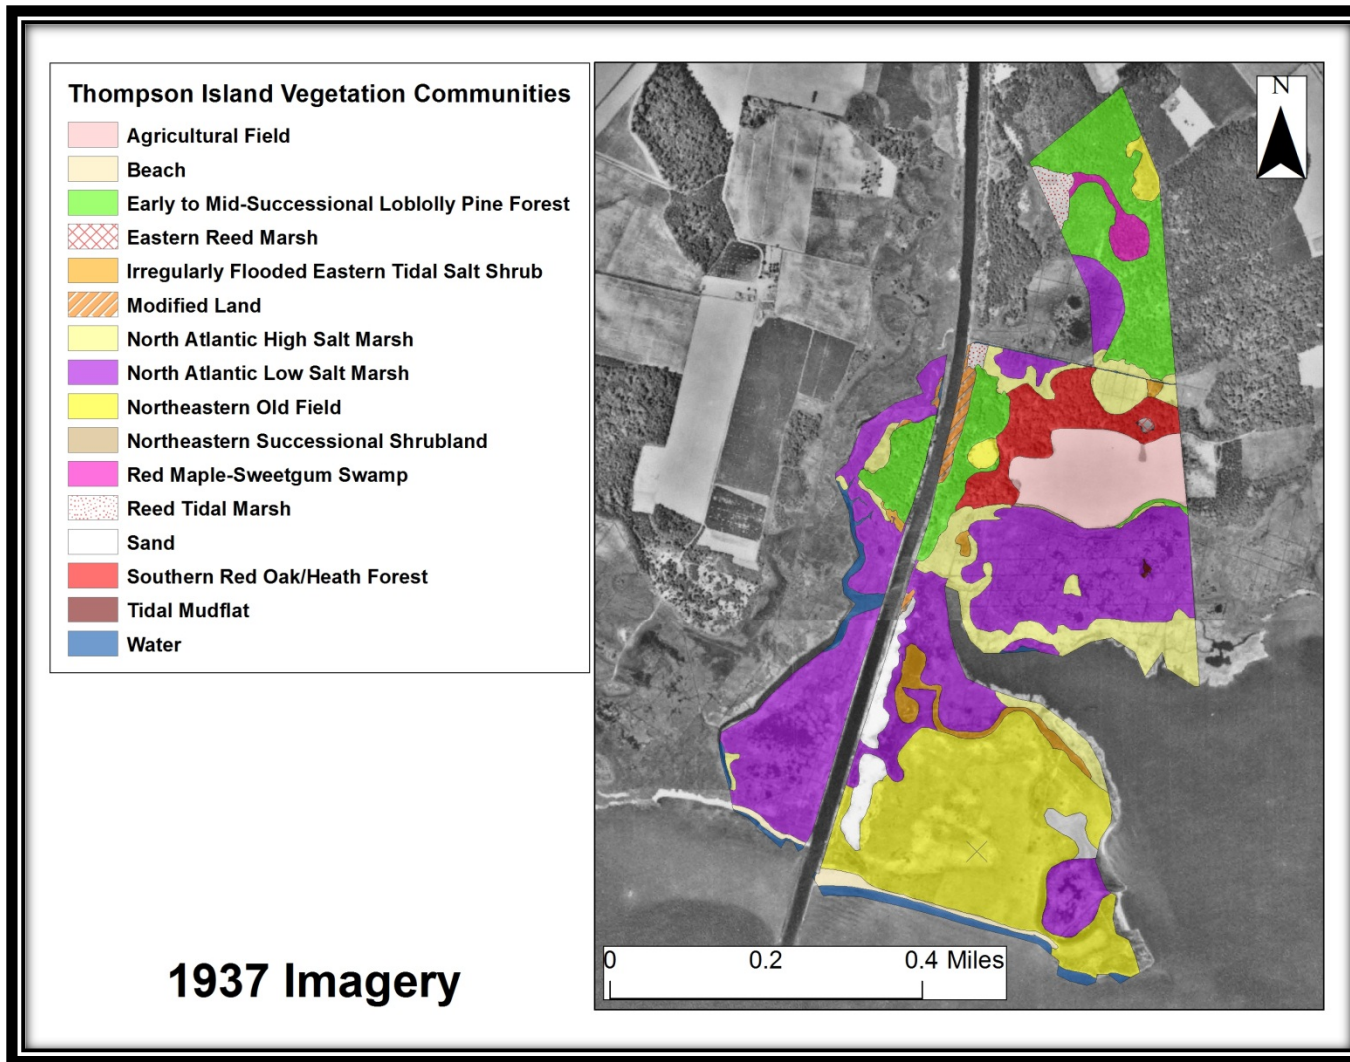 Thompson Island Vegetation Communities
Agricultural Field
Beach
Early to Mid-Successional Loblolly Pine Forest
Eastern Reed Marsh
Irregularly Flooded Eastern Tidal Salt Shrub
Modified Land
North Atlantic High Salt Marsh
North Atlantic Low Salt Marsh
Northeastern Old Field
Northeastern Successional Shrubland
Red Maple-Sweetgum Swamp
Reed Tidal Marsh
Sand
Southern Red Oak/Heath Forest
Tidal Mudflat
Water
N
0 0.2 0.4 Miles
1937 Imagery